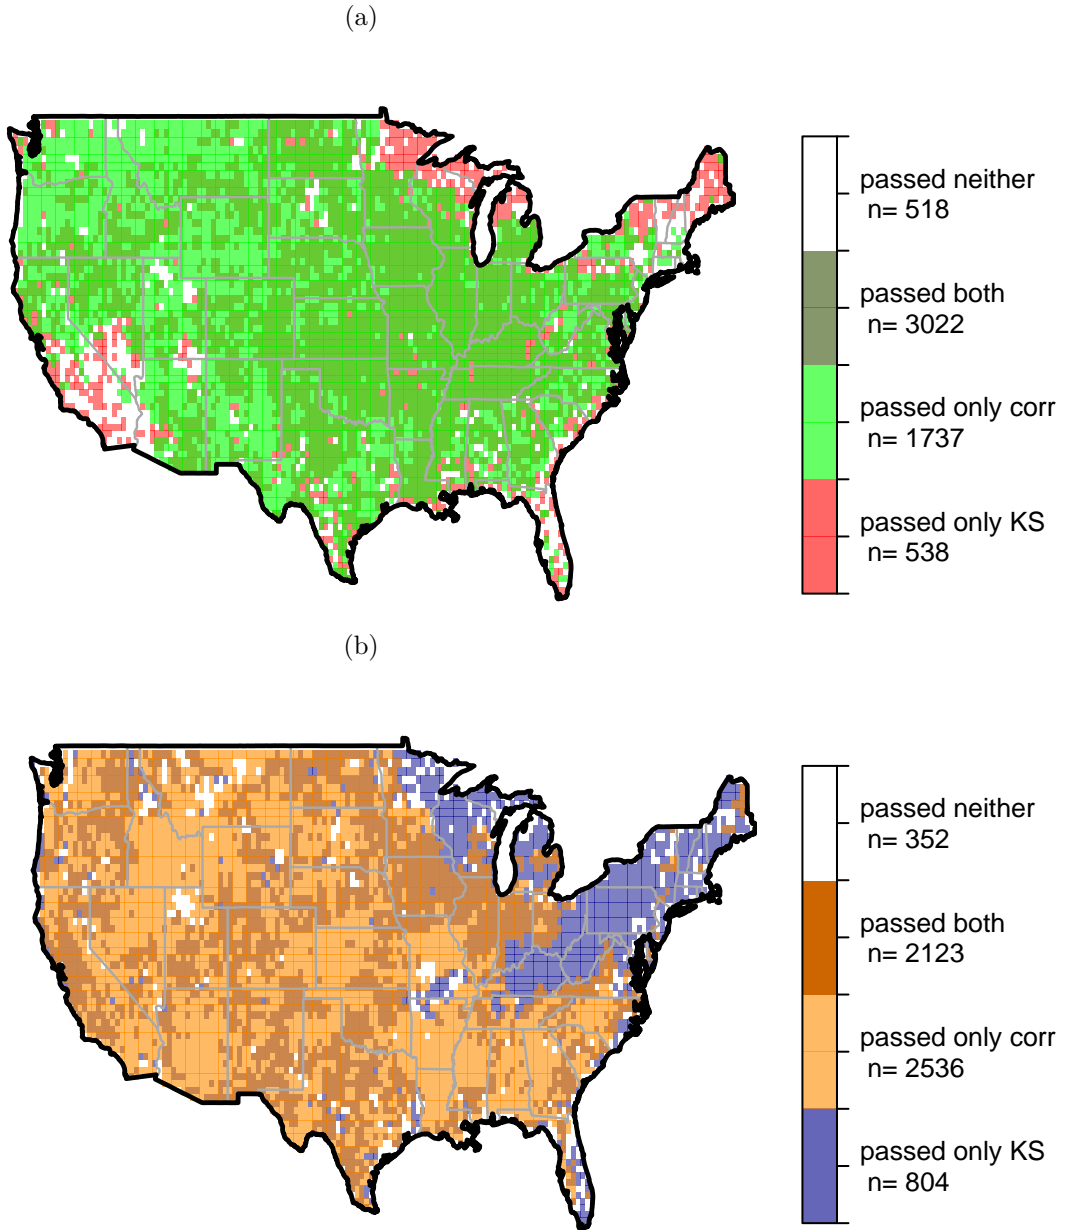 (a)
passed neither
n= 518
passed both
n= 3022
passed only corr
n= 1737
passed only KS
n= 538
(b)
passed neither
n= 352
passed both
n= 2123
passed only corr
n= 2536
passed only KS
n= 804